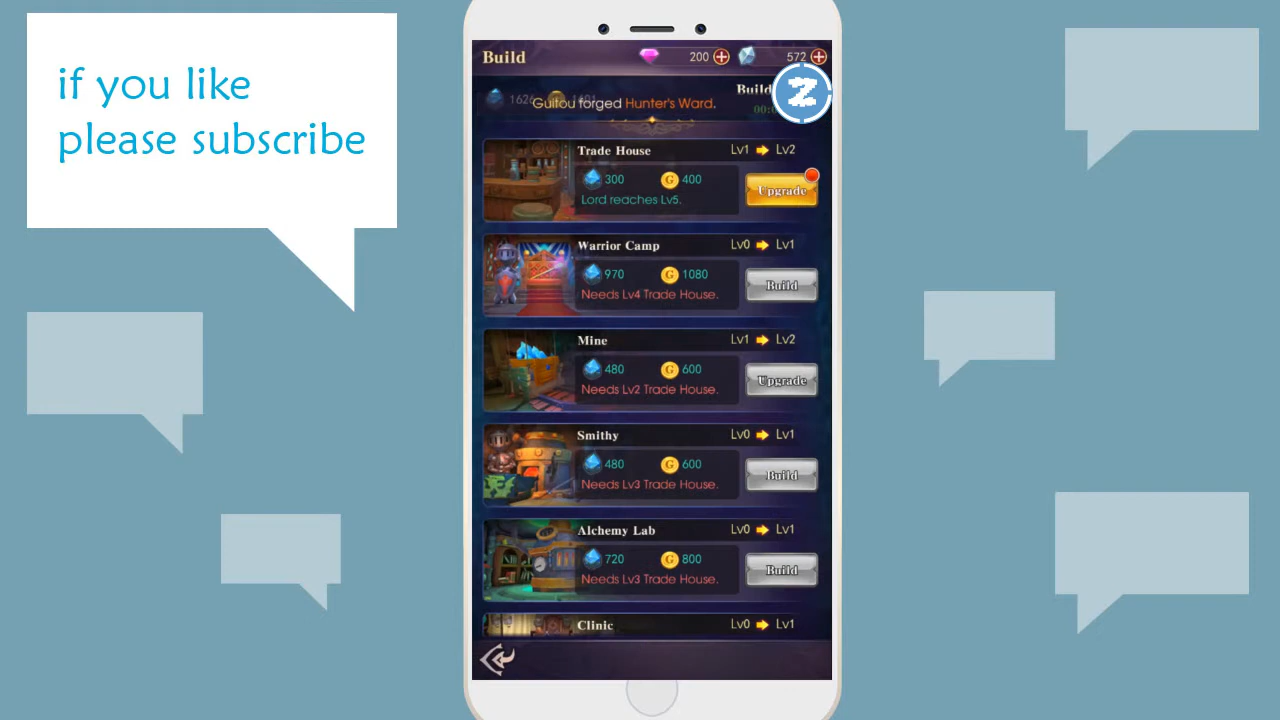 if you like
please subscribe
Build
200
572
Build
Guitou forged Hunter's Ward.
Z
Trade House Lv1 Lv2
300 G 400
Lord reaches Lv5.
Upgrade
Warrior Camp Lv0 Lv1
970 G 1080
Needs Lv4 Trade House.
Build
Mine Lv1 Lv2
480 G 600
Needs Lv2 Trade House.
Upgrade
Smithy Lv0 Lv1
480 G 600
Needs Lv3 Trade House.
Build
Alchemy Lab Lv0 Lv1
720 G 800
Needs Lv3 Trade House.
Build
Clinic Lv0 Lv1